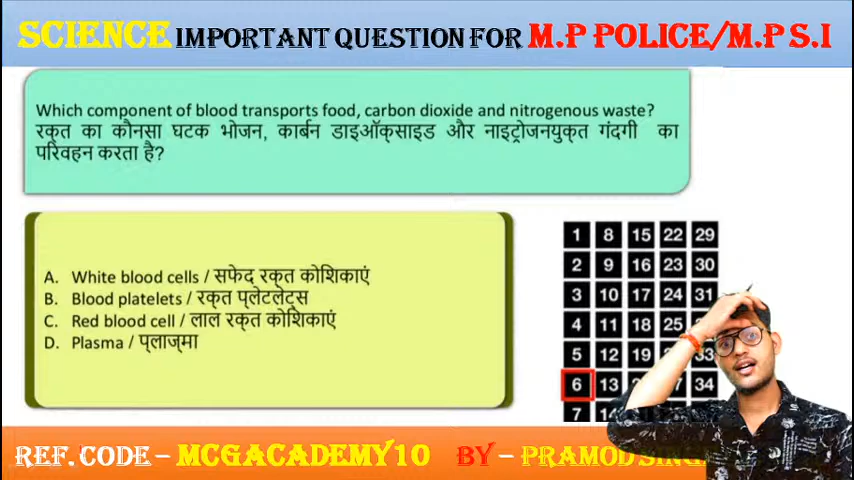 SCIENCE IMPORTANT QUESTION FOR M.P POLICE/M.P S.I
Which component of blood transports food, carbon dioxide and nitrogenous waste?
रक्त का कौनसा घटक भोजन, कार्बन डाइऑक्साइड और नाइट्रोजनयुक्त गंदगी का
परिवहन करता है?
A. White blood cells / सफेद रक्त कोशिकाएं
B. Blood platelets / रक्त प्लेटलेट्स
C. Red blood cell / लाल रक्त कोशिकाएं
D. Plasma / प्लाज्मा
1 8 15 22 29
2 9 16 23 30
3 10 17 24 31
4 11 18 25
5 12 19 33
6 13 34
7
REF. CODE – MCGACADEMY10 BY – PRAMOD